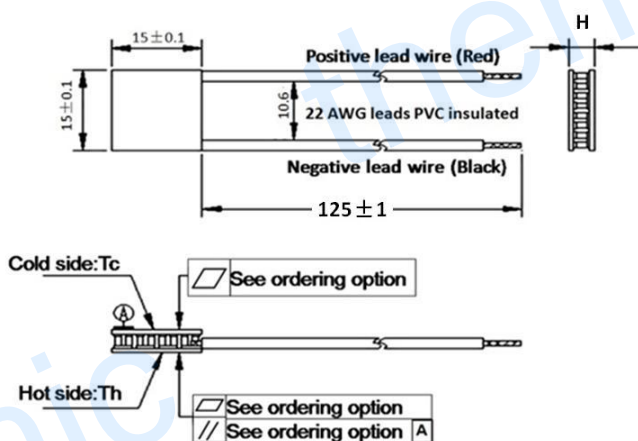 15±0.1
H
Positive lead wire (Red)
15±0.1
10.6
22 AWG leads PVC insulated
Negative lead wire (Black)
125±1
Cold side:Tc
See ordering option
A
Hot side:Th
See ordering option
// See ordering option A